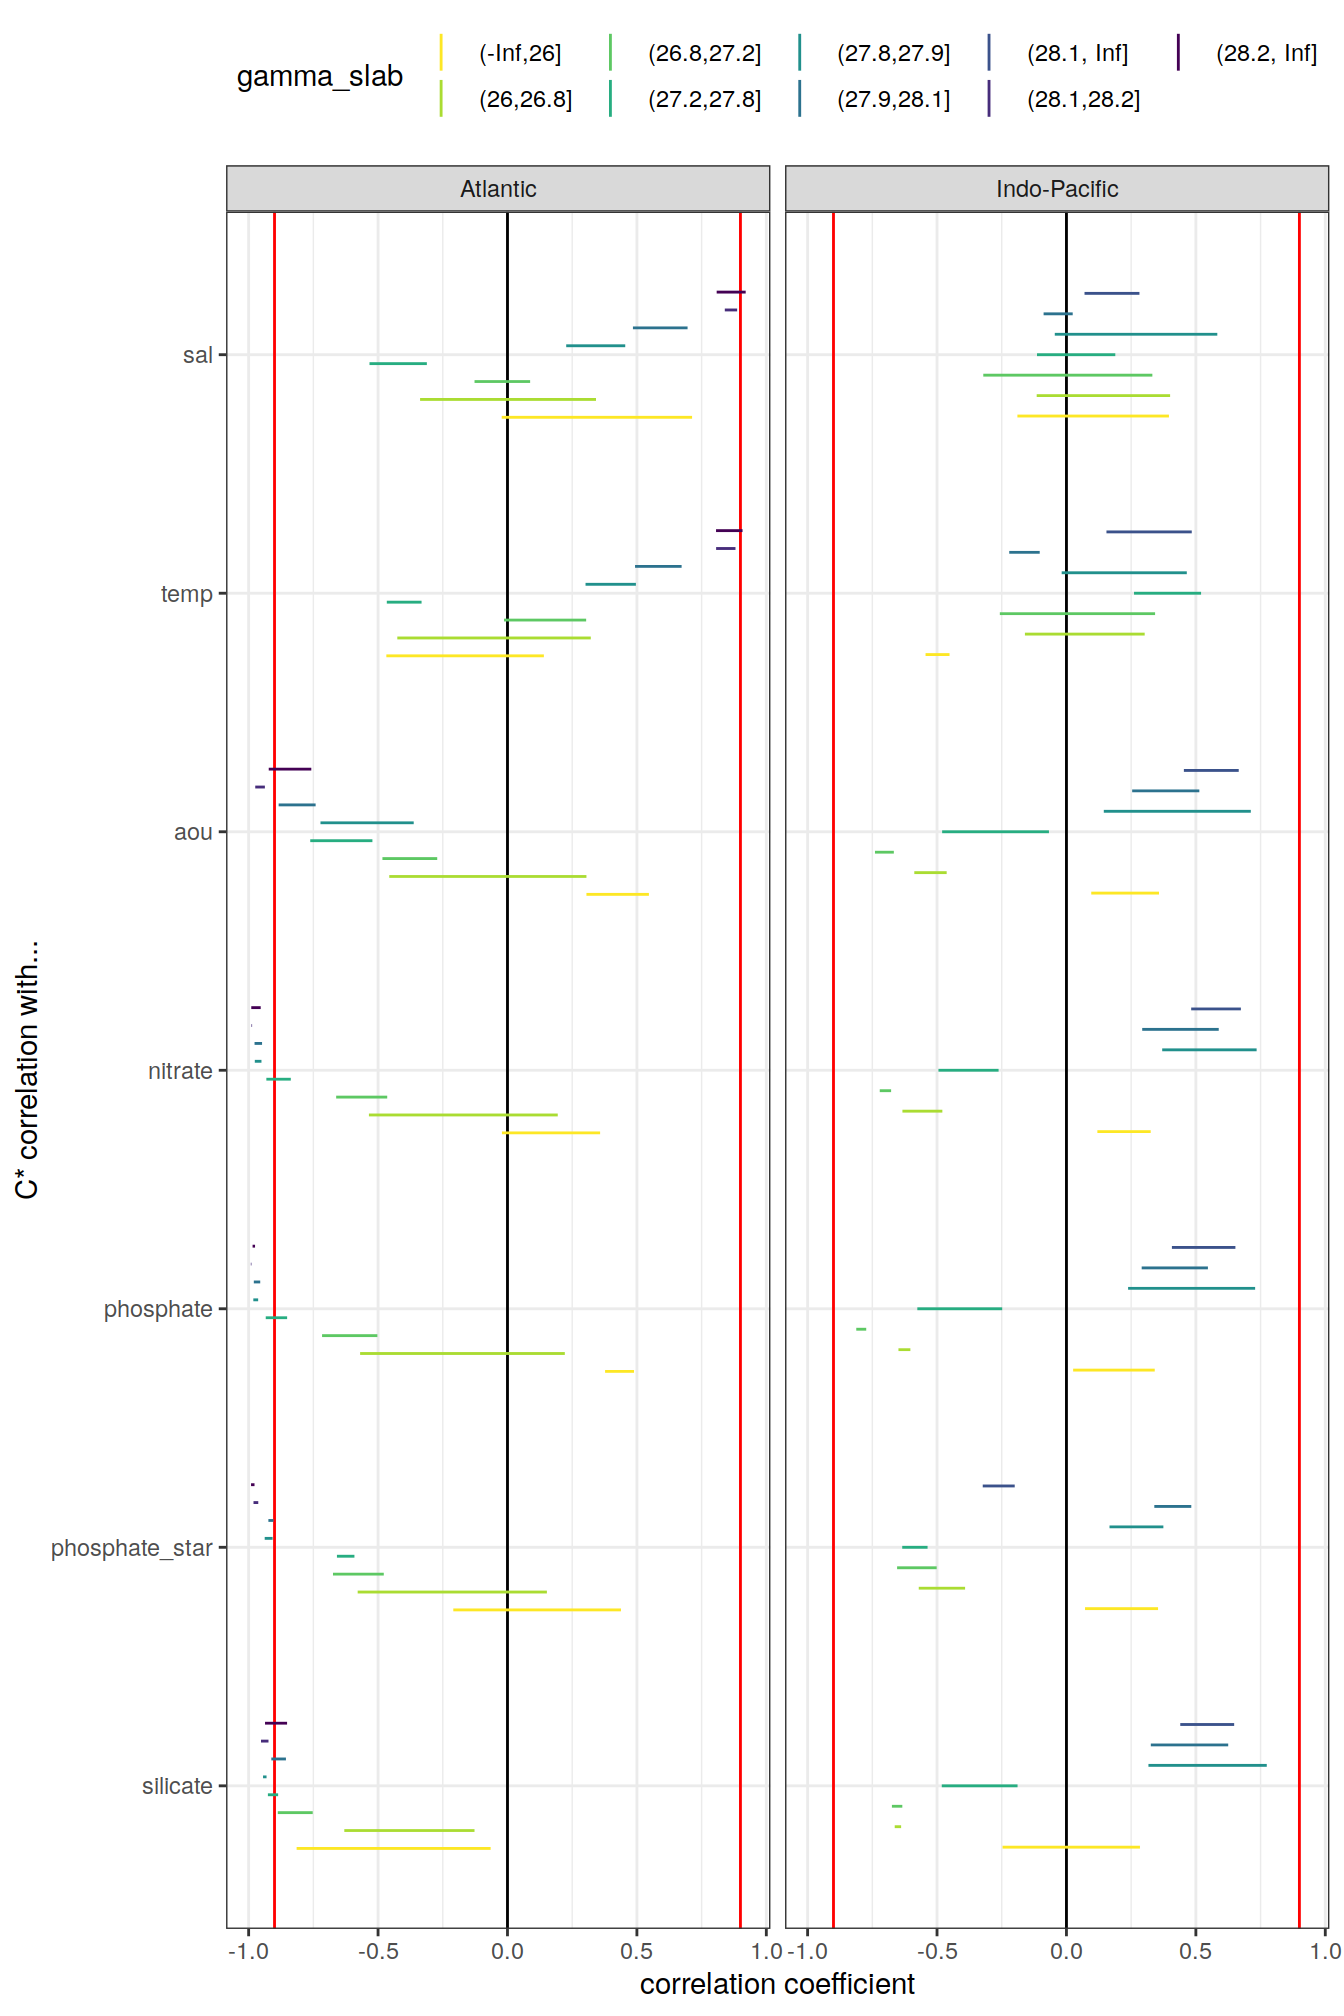 gamma_slab
(-Inf,26] (26.8,27.2] (27.8,27.9] (28.1, Inf] (28.2, Inf]
(26,26.8] (27.2,27.8] (27.9,28.1] (28.1,28.2]
Atlantic Indo-Pacific
C* correlation with...
sal
temp
aou
nitrate
phosphate
phosphate_star
silicate
-1.0 -0.5 0.0 0.5 1.0 -1.0 -0.5 0.0 0.5 1.0
correlation coefficient